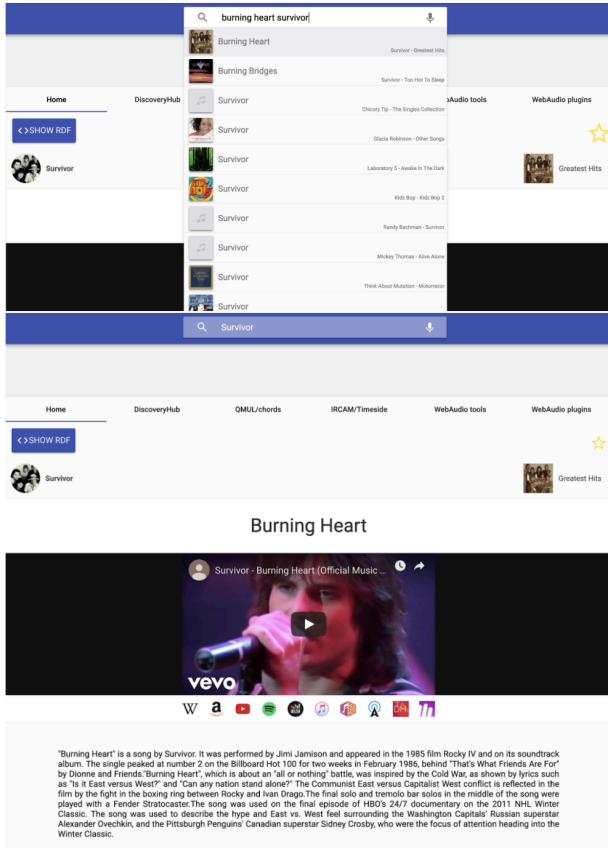 burning heart survivor
Burning Heart
Survivor - Greatest Hits
Burning Bridges
Survivor - Too Hot To Sleep
Home
DiscoveryHub
Survivor
Chicory Tip - The Singles Collection
oAudio tools
WebAudio plugins
<>SHOW RDF
Survivor
Glacia Robinson - Other Songs
Survivor
Survivor
Laboratory 5 - Awake In The Dark
Greatest Hits
Survivor
Kidz Bop - Kidz Bop 2
Survivor
Randy Bachman - Survivor
Survivor
Mickey Thomas - Alive Alone
Survivor
Think About Mutation - Motorrazor
Survivor
Survivor
Home
DiscoveryHub
QMUL/chords
IRCAM/Timeside
WebAudio tools
WebAudio plugins
<>SHOW RDF
Survivor
Greatest Hits
Burning Heart
Survivor - Burning Heart (Official Music ...
vevo
W
a
"Burning Heart" is a song by Survivor. It was performed by Jimi Jamison and appeared in the 1985 film Rocky IV and on its soundtrack
album. The single peaked at number 2 on the Billboard Hot 100 for two weeks in February 1986, behind "That's What Friends Are For"
by Dionne and Friends."Burning Heart", which is about an "all or nothing" battle, was inspired by the Cold War, as shown by lyrics such
as "Is it East versus West?" and "Can any nation stand alone?" The Communist East versus Capitalist West conflict is reflected in the
film by the fight in the boxing ring between Rocky and Ivan Drago.The final solo and tremolo bar solos in the middle of the song were
played with a Fender Stratocaster.The song was used on the final episode of HBO's 24/7 documentary on the 2011 NHL Winter
Classic. The song was used to describe the hype and East vs. West feel surrounding the Washington Capitals' Russian superstar
Alexander Ovechkin, and the Pittsburgh Penguins' Canadian superstar Sidney Crosby, who were the focus of attention heading into the
Winter Classic.